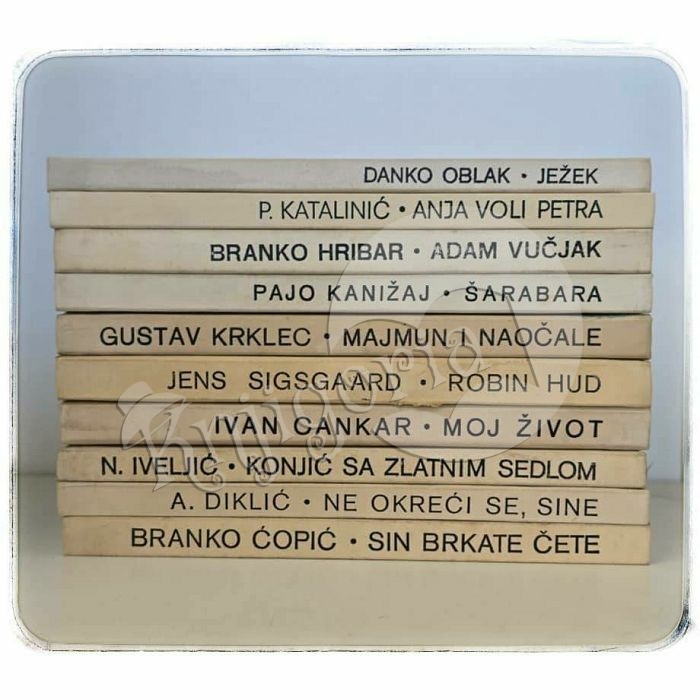 DANKO OBLAK · JEŽEK
P. KATALINIĆ · ANJA VOLI PETRA
BRANKO HRIBAR · ADAM VUČJAK
PAJO KANIŽAJ · ŠARABARA
GUSTAV KRKLEC · MAJMUN I NAOČALE
JENS SIGSGAARD · ROBIN HUD
IVAN CANKAR · MOJ ŽIVOT
N. IVELJIĆ · KONJIĆ SA ZLATNIM SEDLOM
A. DIKLIĆ · NE OKREĆI SE, SINE
BRANKO ĆOPIĆ · SIN BRKATE ČETE
Knjigoria